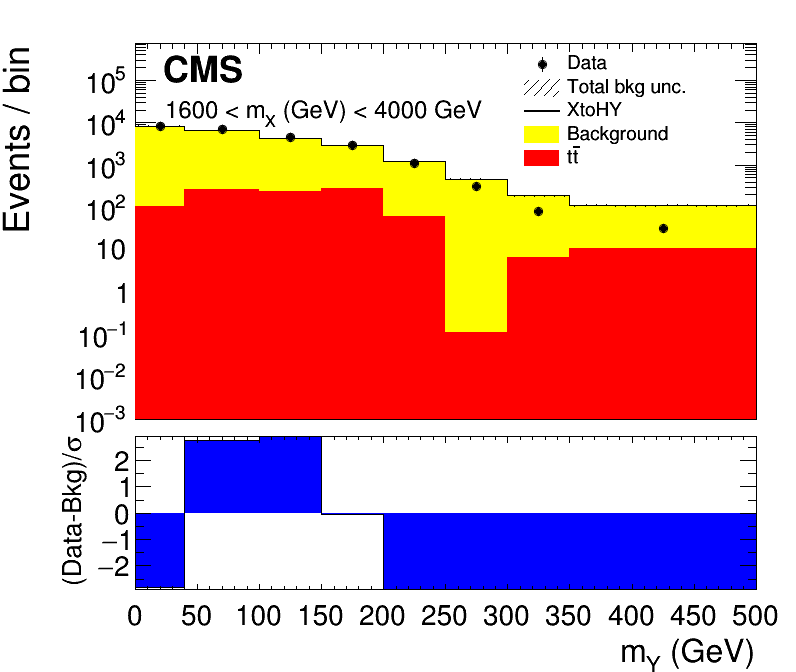 CMS
1600 < m_X (GeV) < 4000 GeV
Data
Total bkg unc.
XtoHY
Background
tt̄
Events / bin
10^5
10^4
10^3
10^2
10
1
10^−1
10^−2
10^−3
(Data-Bkg)/σ
2
1
0
−1
−2
0 50 100 150 200 250 300 350 400 450 500
m_Y (GeV)